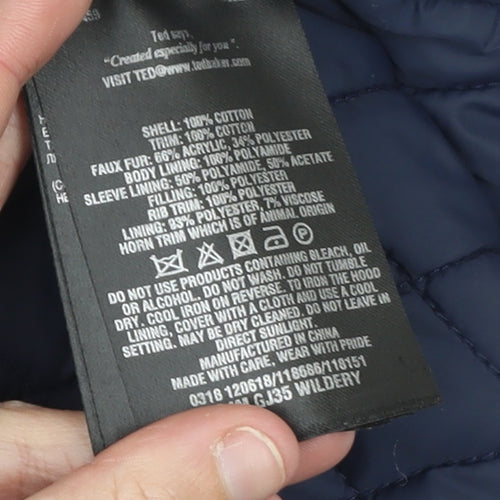 Ted says,
"Created especially for you".
VISIT TED@www.tedbaker.com
SHELL: 100% COTTON
TRIM: 100% COTTON
FAUX FUR: 66% ACRYLIC, 34% POLYESTER
BODY LINING: 100% POLYAMIDE
SLEEVE LINING: 50% POLYAMIDE, 50% ACETATE
FILLING: 100% POLYESTER
RIB TRIM: 100% POLYESTER
LINING: 93% POLYESTER, 7% VISCOSE
HORN TRIM WHICH IS OF ANIMAL ORIGIN
P
DO NOT USE PRODUCTS CONTAINING BLEACH, OIL
OR ALCOHOL. DO NOT WASH. DO NOT TUMBLE
DRY. COOL IRON ON REVERSE. TO IRON THE HOOD
LINING, COVER WITH A CLOTH AND USE A COOL
SETTING. MAY BE DRY CLEANED. DO NOT LEAVE IN
DIRECT SUNLIGHT.
MANUFACTURED IN CHINA
MADE WITH CARE, WEAR WITH PRIDE
0318 120618/118686/118151
GJ35 WILDERY